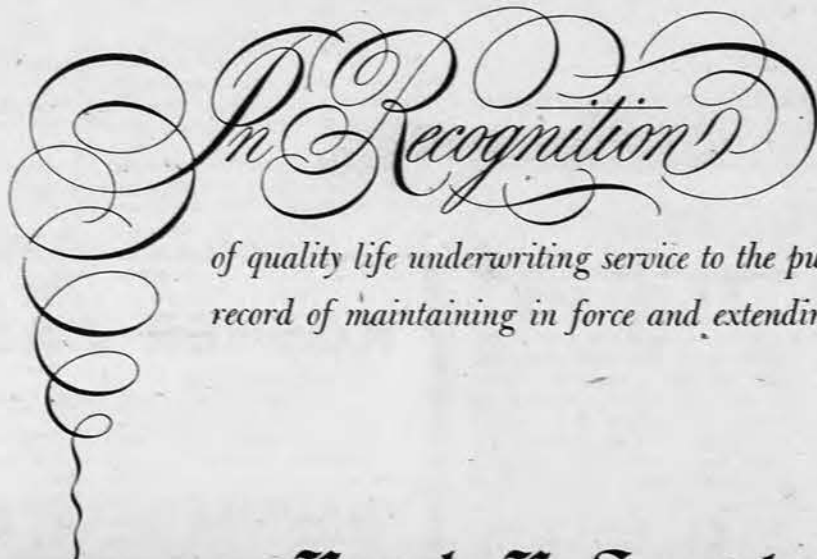 In Recognition
of quality life underwriting service to the pu
record of maintaining in force and extendin